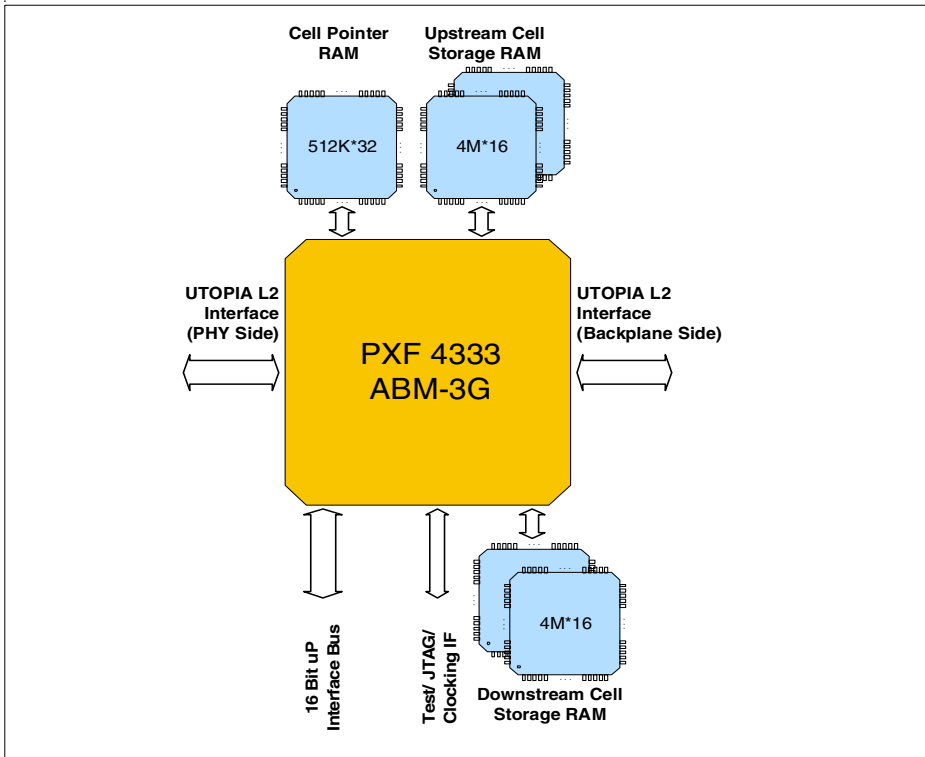 Cell Pointer
RAM
Upstream Cell
Storage RAM
512K*32
4M*16
UTOPIA L2
Interface
(PHY Side)
UTOPIA L2
Interface
(Backplane Side)
PXF 4333
ABM-3G
16 Bit uP
Interface Bus
Test/ JTAG/
Clocking IF
4M*16
Downstream Cell
Storage RAM